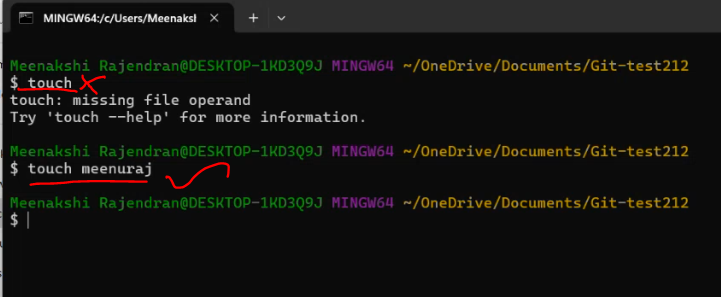 MINGW64:/c/Users/Meenaksl
Meenakshi Rajendran@DESKTOP-1KD3Q9J MINGW64 ~/OneDrive/Documents/Git-test212
$ touch
touch: missing file operand
Try 'touch --help' for more information.
Meenakshi Rajendran@DESKTOP-1KD3Q9J MINGW64 ~/OneDrive/Documents/Git-test212
$ touch meenuraj
Meenakshi Rajendran@DESKTOP-1KD3Q9J MINGW64 ~/OneDrive/Documents/Git-test212
$